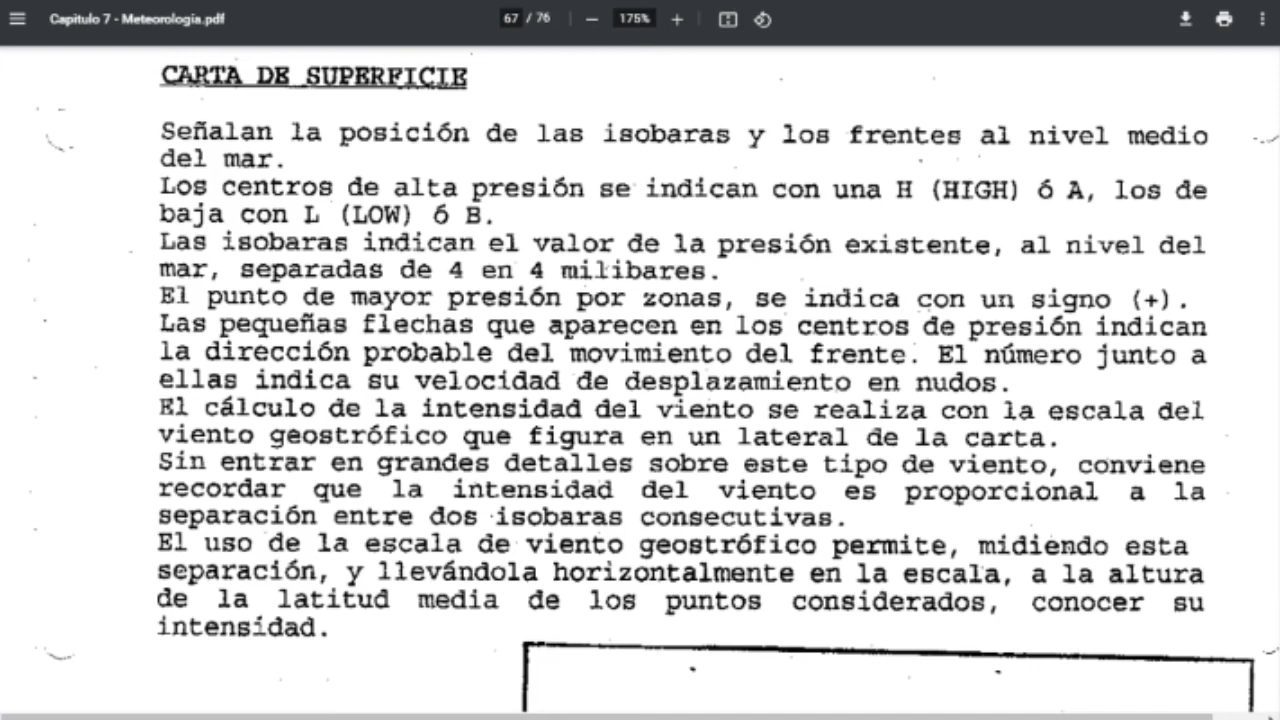 Capitulo 7 - Meteorologia.pdf
67 / 76
175%
CARTA DE SUPERFICIE
Señalan la posición de las isobaras y los frentes al nivel medio
del mar.
Los centros de alta presión se indican con una H (HIGH) ó A, los de
baja con L (LOW) ó B.
Las isobaras indican el valor de la presión existente, al nivel del
mar, separadas de 4 en 4 milibares.
El punto de mayor presión por zonas, se indica con un signo (+).
Las pequeñas flechas que aparecen en los centros de presión indican
la dirección probable del movimiento del frente. El número junto a
ellas indica su velocidad de desplazamiento en nudos.
El cálculo de la intensidad del viento se realiza con la escala del
viento geostrófico que figura en un lateral de la carta.
Sin entrar en grandes detalles sobre este tipo de viento, conviene
recordar que la intensidad del viento es proporcional a la
separación entre dos isobaras consecutivas.
El uso de la escala de viento geostrófico permite, midiendo esta
separación, y llevándola horizontalmente en la escala, a la altura
de la latitud media de los puntos considerados, conocer su
intensidad.